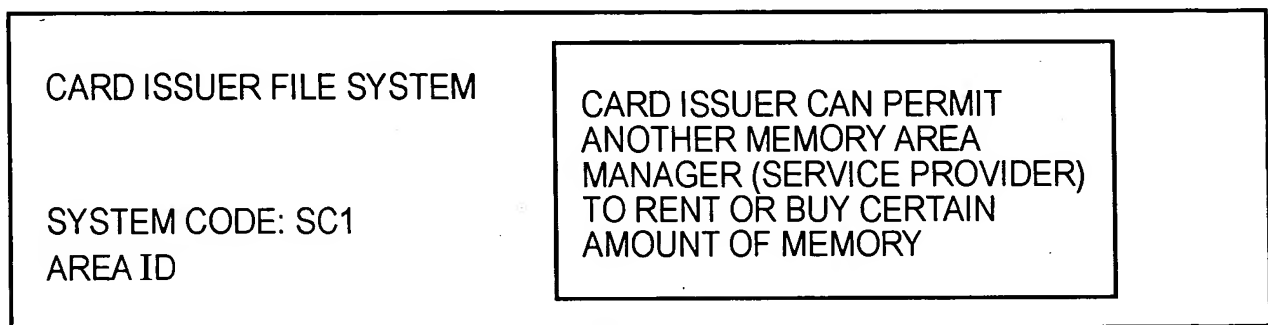 CARD ISSUER FILE SYSTEM
SYSTEM CODE: SC1
AREA ID
CARD ISSUER CAN PERMIT
ANOTHER MEMORY AREA
MANAGER (SERVICE PROVIDER)
TO RENT OR BUY CERTAIN
AMOUNT OF MEMORY